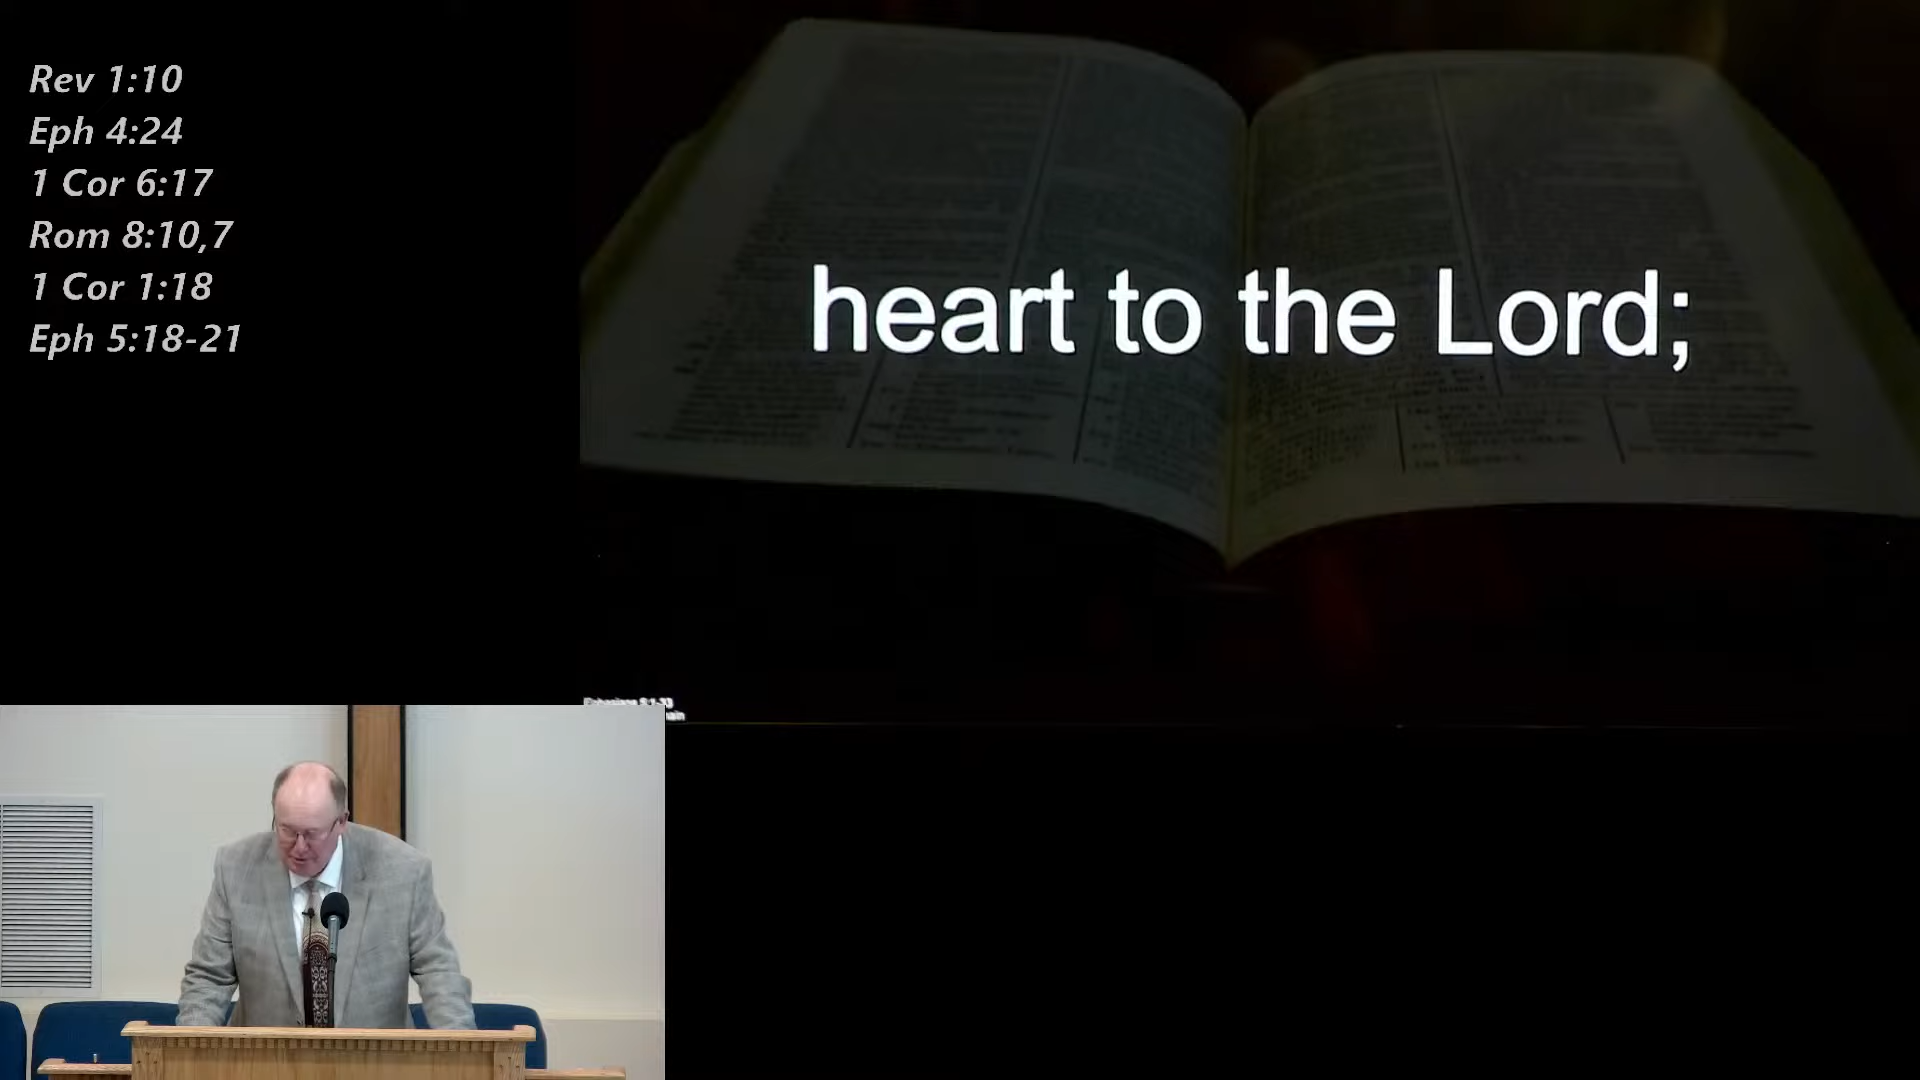 Rev 1:10
Eph 4:24
1 Cor 6:17
Rom 8:10,7
1 Cor 1:18
Eph 5:18-21
heart to the Lord;